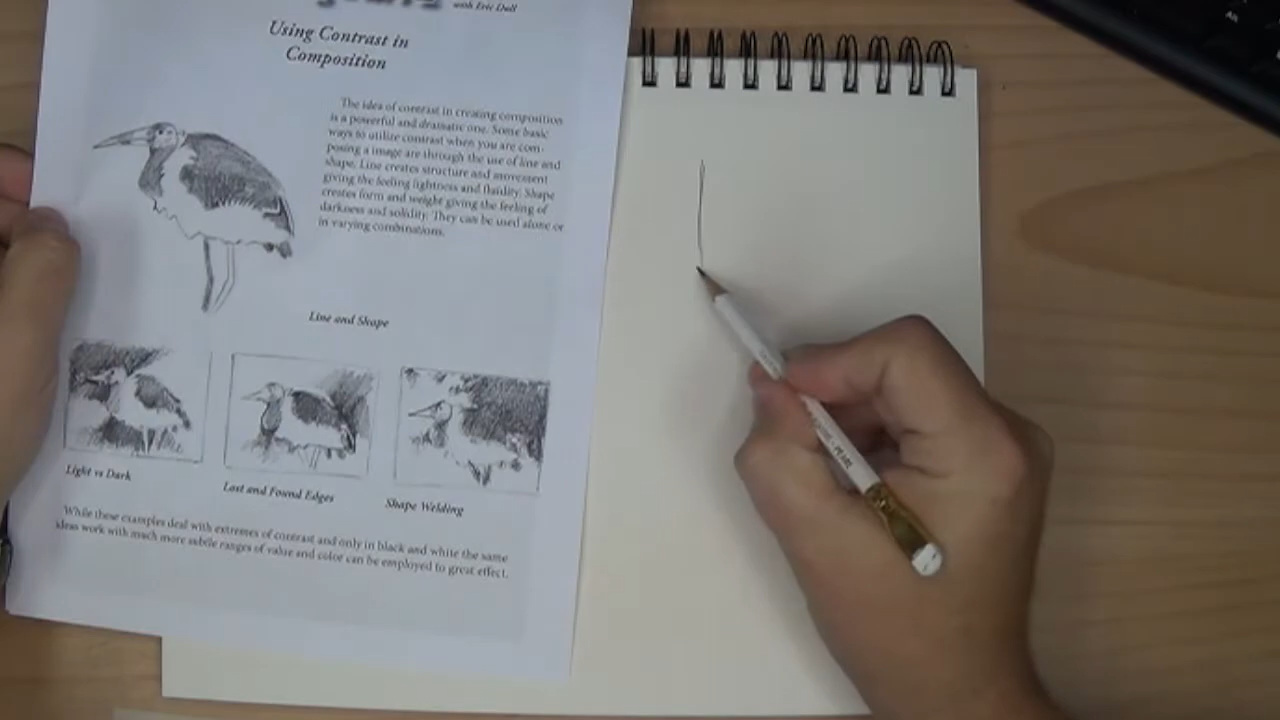 with Eric Dull
Using Contrast in
Composition
The idea of contrast in creating composition
is a powerful and dramatic one. Some basic
ways to utilize contrast when you are com-
posing a image are through the use of line and
shape. Line creates structure and movement
giving the feeling lightness and fluidity. Shape
creates form and weight giving the feeling of
darkness and solidity. They can be used alone or
in varying combinations.
Line and Shape
Light vs Dark
Lost and Found Edges
Shape Welding
While these examples deal with extremes of contrast and only in black and white the same
ideas work with much more subtle ranges of value and color can be employed to great effect.
PEARL